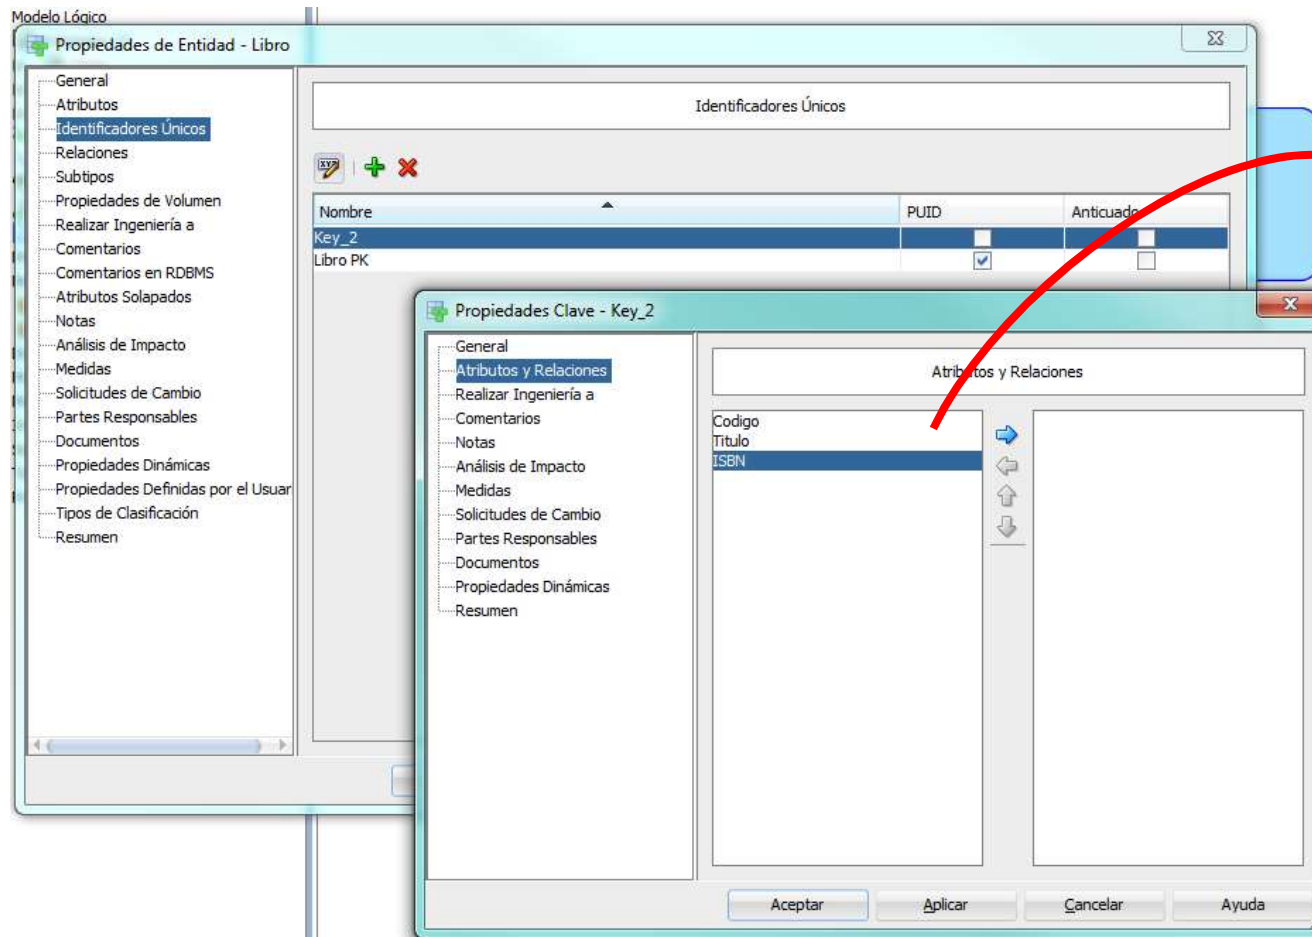 Modelo Lógico
Propiedades de Entidad - Libro
General
Atributos
Identificadores Únicos
Relaciones
Subtipos
Propiedades de Volumen
Realizar Ingeniería a
Comentarios
Comentarios en RDBMS
Atributos Solapados
Notas
Análisis de Impacto
Medidas
Solicitudes de Cambio
Partes Responsables
Documentos
Propiedades Dinámicas
Propiedades Definidas por el Usuar
Tipos de Clasificación
Resumen
Identificadores Únicos
Nombre PUID Anticuado
Key_2
Libro PK
Propiedades Clave - Key_2
General
Atributos y Relaciones
Realizar Ingeniería a
Comentarios
Notas
Análisis de Impacto
Medidas
Solicitudes de Cambio
Partes Responsables
Documentos
Propiedades Dinámicas
Resumen
Atributos y Relaciones
Codigo
Titulo
ISBN
Aceptar Aplicar Cancelar Ayuda